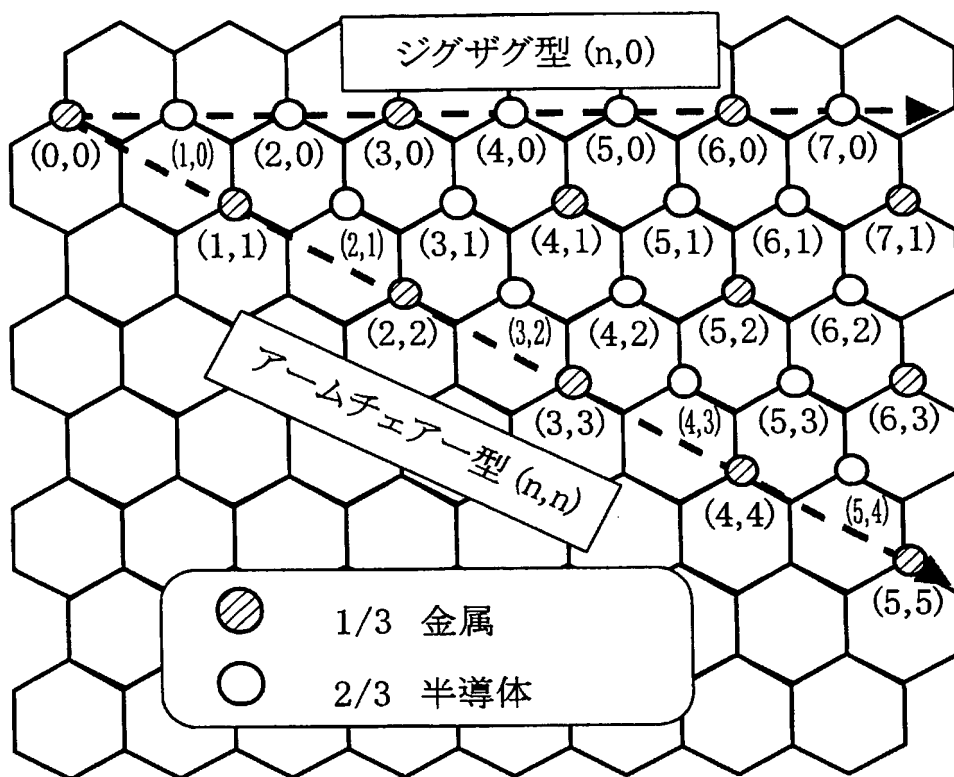 ジグザグ型 (n,0)
(0,0) (1,0) (2,0) (3,0) (4,0) (5,0) (6,0) (7,0)
(1,1) (2,1) (3,1) (4,1) (5,1) (6,1) (7,1)
(2,2) (3,2) (4,2) (5,2) (6,2)
アームチェアー型 (n,n)
(3,3) (4,3) (5,3) (6,3)
(4,4) (5,4)
(5,5)
1/3 金属
2/3 半導体